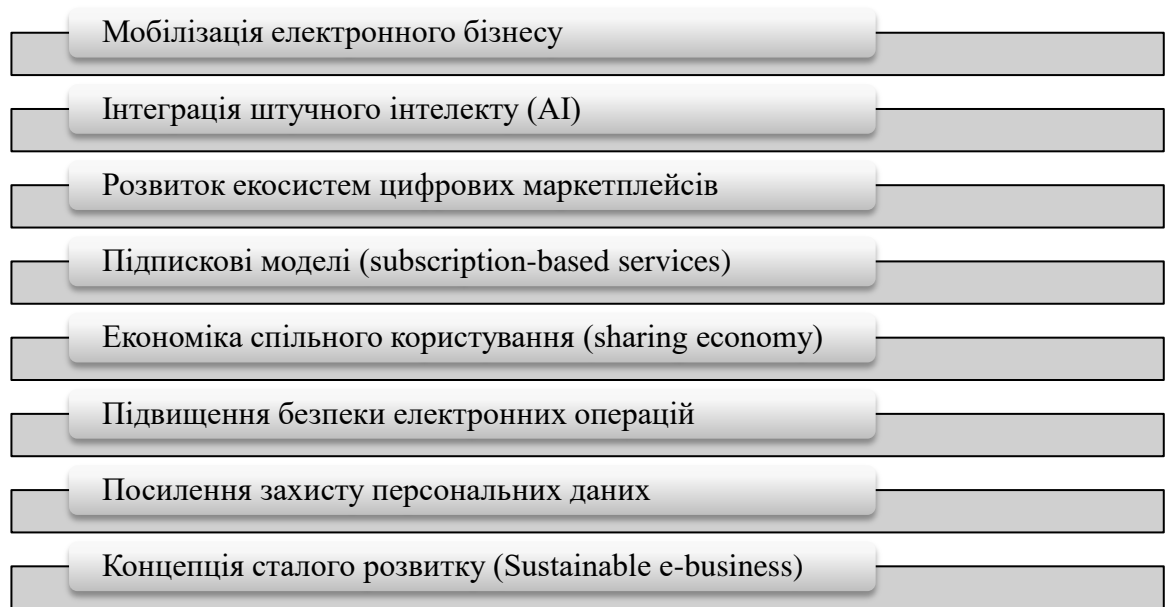 Мобілізація електронного бізнесу
Інтеграція штучного інтелекту (AI)
Розвиток екосистем цифрових маркетплейсів
Підпискові моделі (subscription-based services)
Економіка спільного користування (sharing economy)
Підвищення безпеки електронних операцій
Посилення захисту персональних даних
Концепція сталого розвитку (Sustainable e-business)